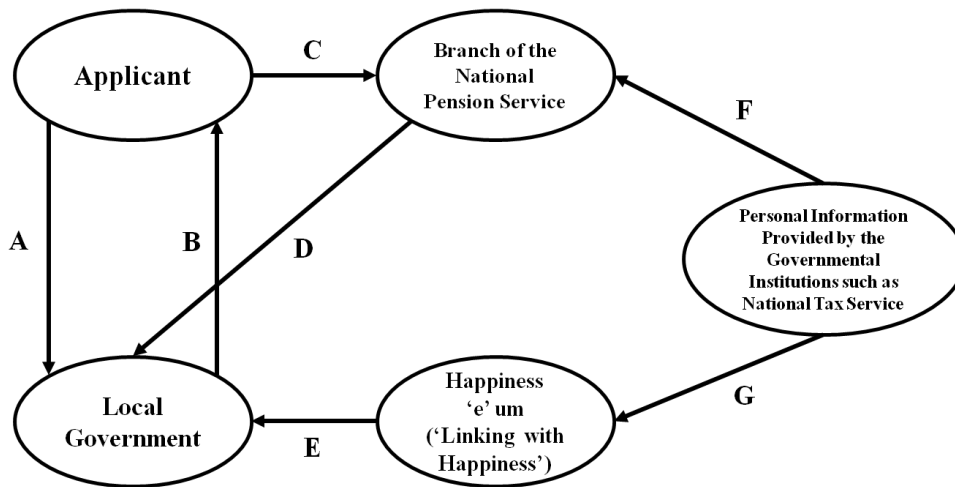 Applicant
C
Branch of the
National
Pension Service
F
A
B
D
Personal Information
Provided by the
Governmental
Institutions such as
National Tax Service
Local
Government
E
Happiness
‘e’ um
(‘Linking with
Happiness’)
G